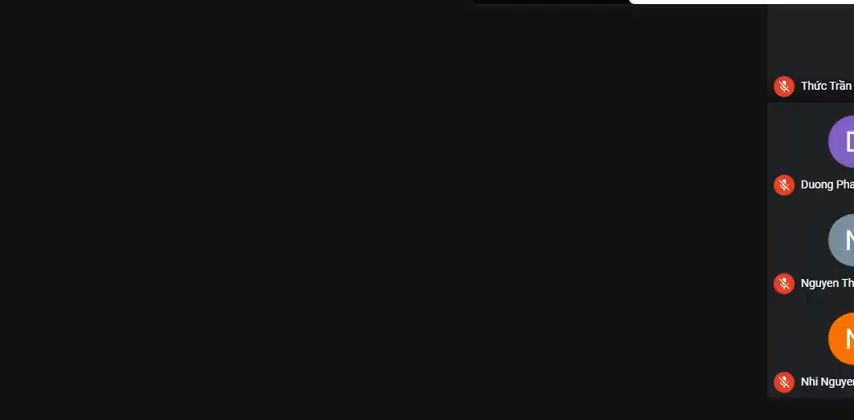 Thức Trần
Duong Pha
Nguyen Th
Nhi Nguyen